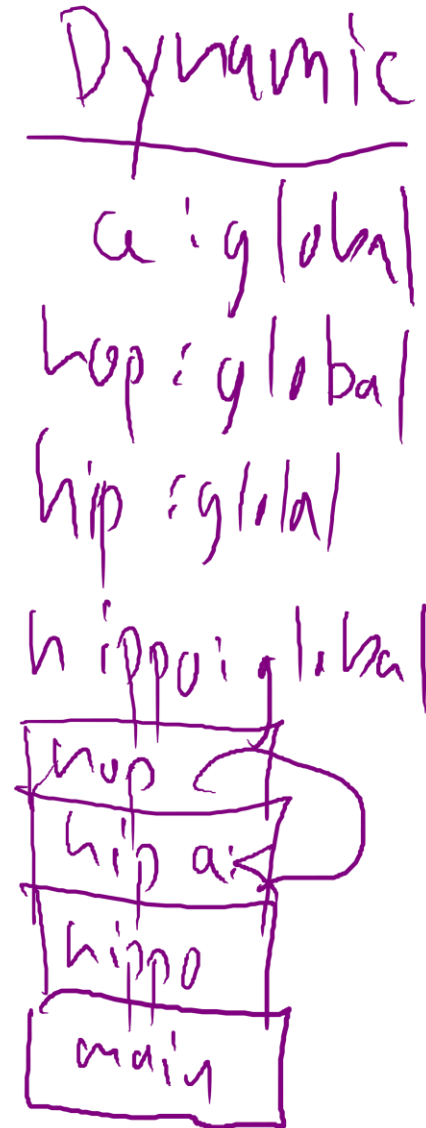 Dynamic
a : global
hop : global
hip : global
hippo : global
hop
hip a:
hippo
main